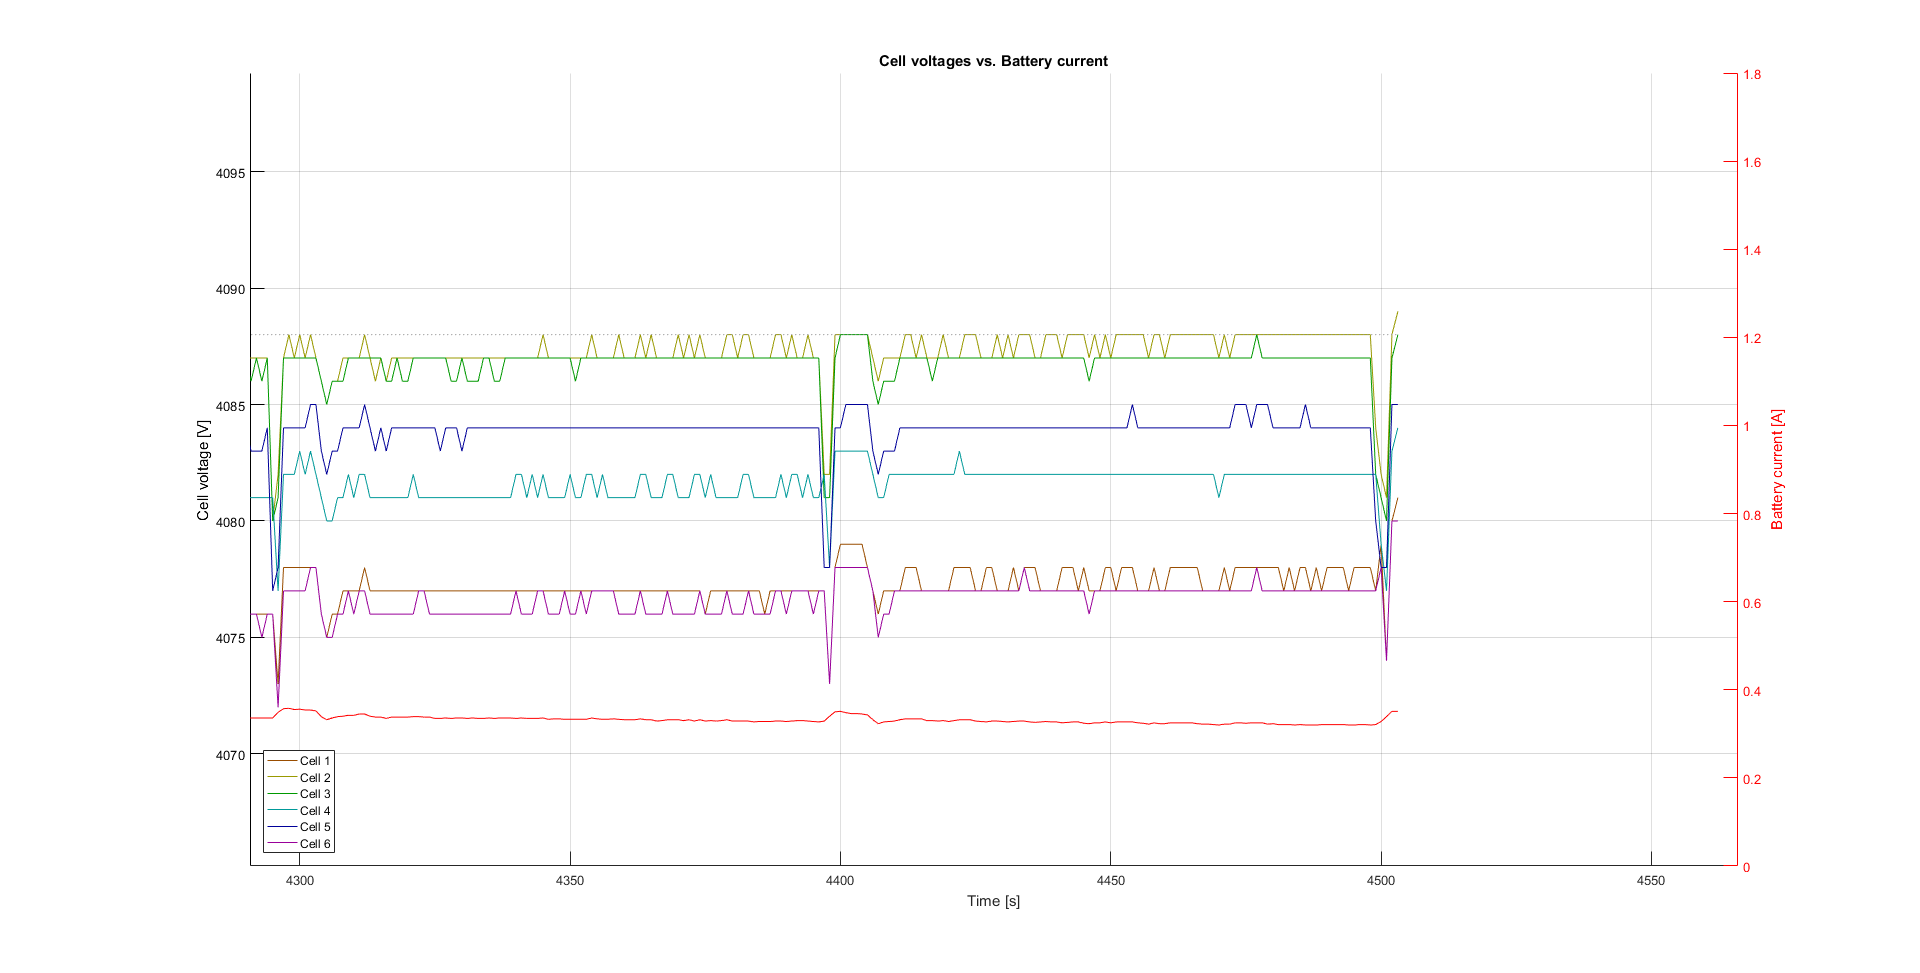 Cell voltages vs. Battery current
Cell voltage [V]
4095
4090
4085
4080
4075
4070
1.8
1.6
1.4
1.2
1
0.8
0.6
0.4
0.2
0
Battery current [A]
Cell 1
Cell 2
Cell 3
Cell 4
Cell 5
Cell 6
4300
4350
4400
4450
4500
4550
Time [s]